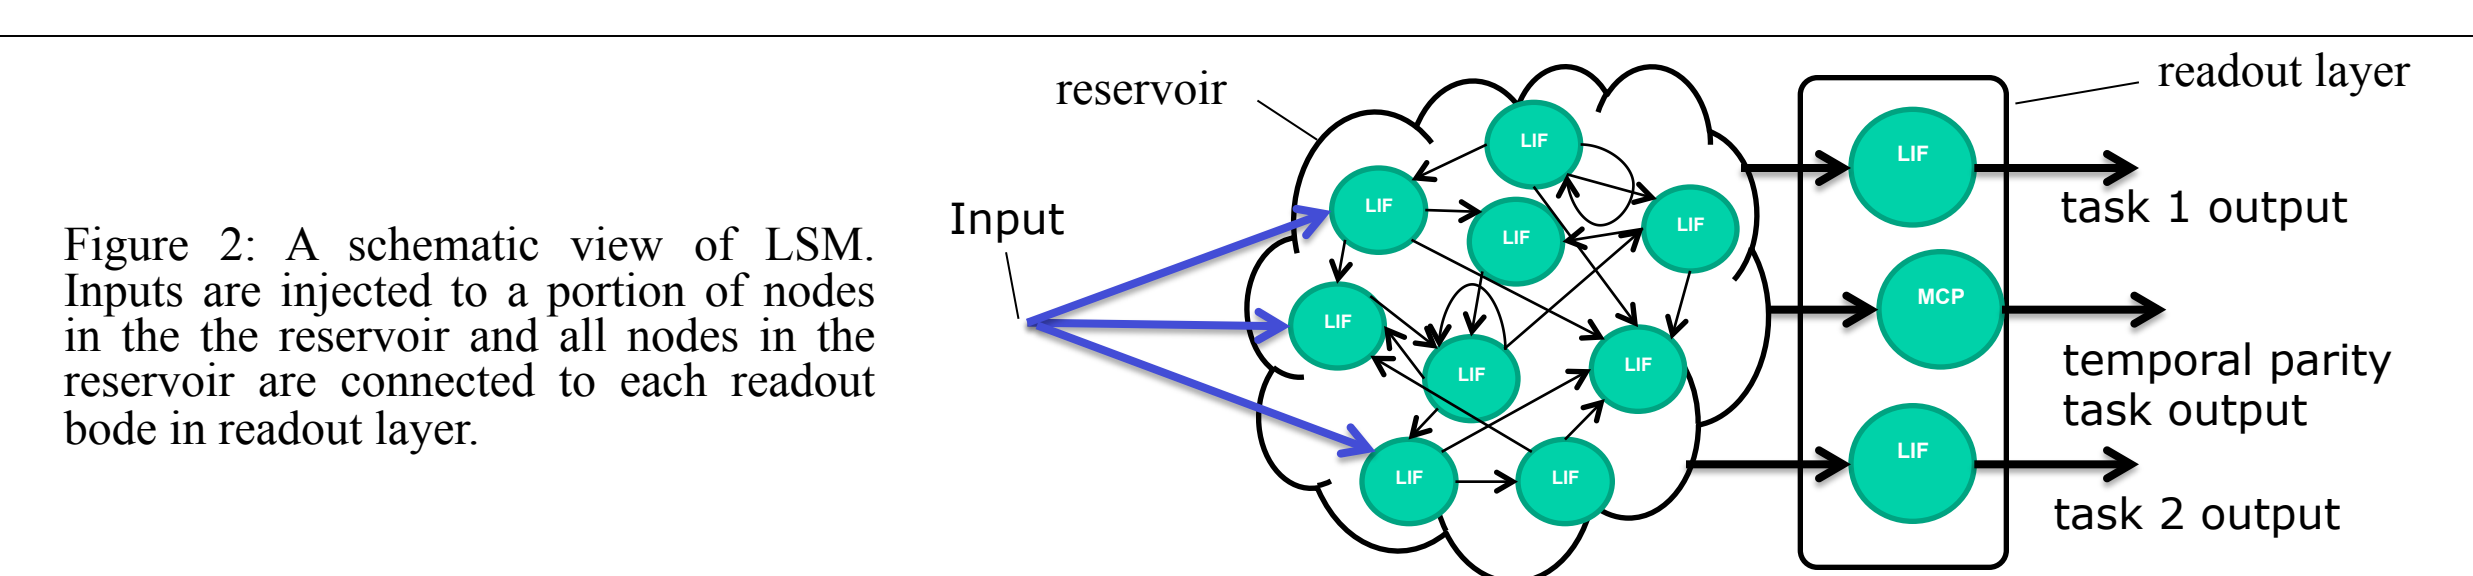 Figure 2: A schematic view of LSM.
Inputs are injected to a portion of nodes
in the the reservoir and all nodes in the
reservoir are connected to each readout
bode in readout layer.
reservoir
readout layer
Input
LIF
LIF
LIF
LIF
LIF
LIF
LIF
LIF
LIF
LIF
MCP
LIF
task 1 output
temporal parity
task output
task 2 output